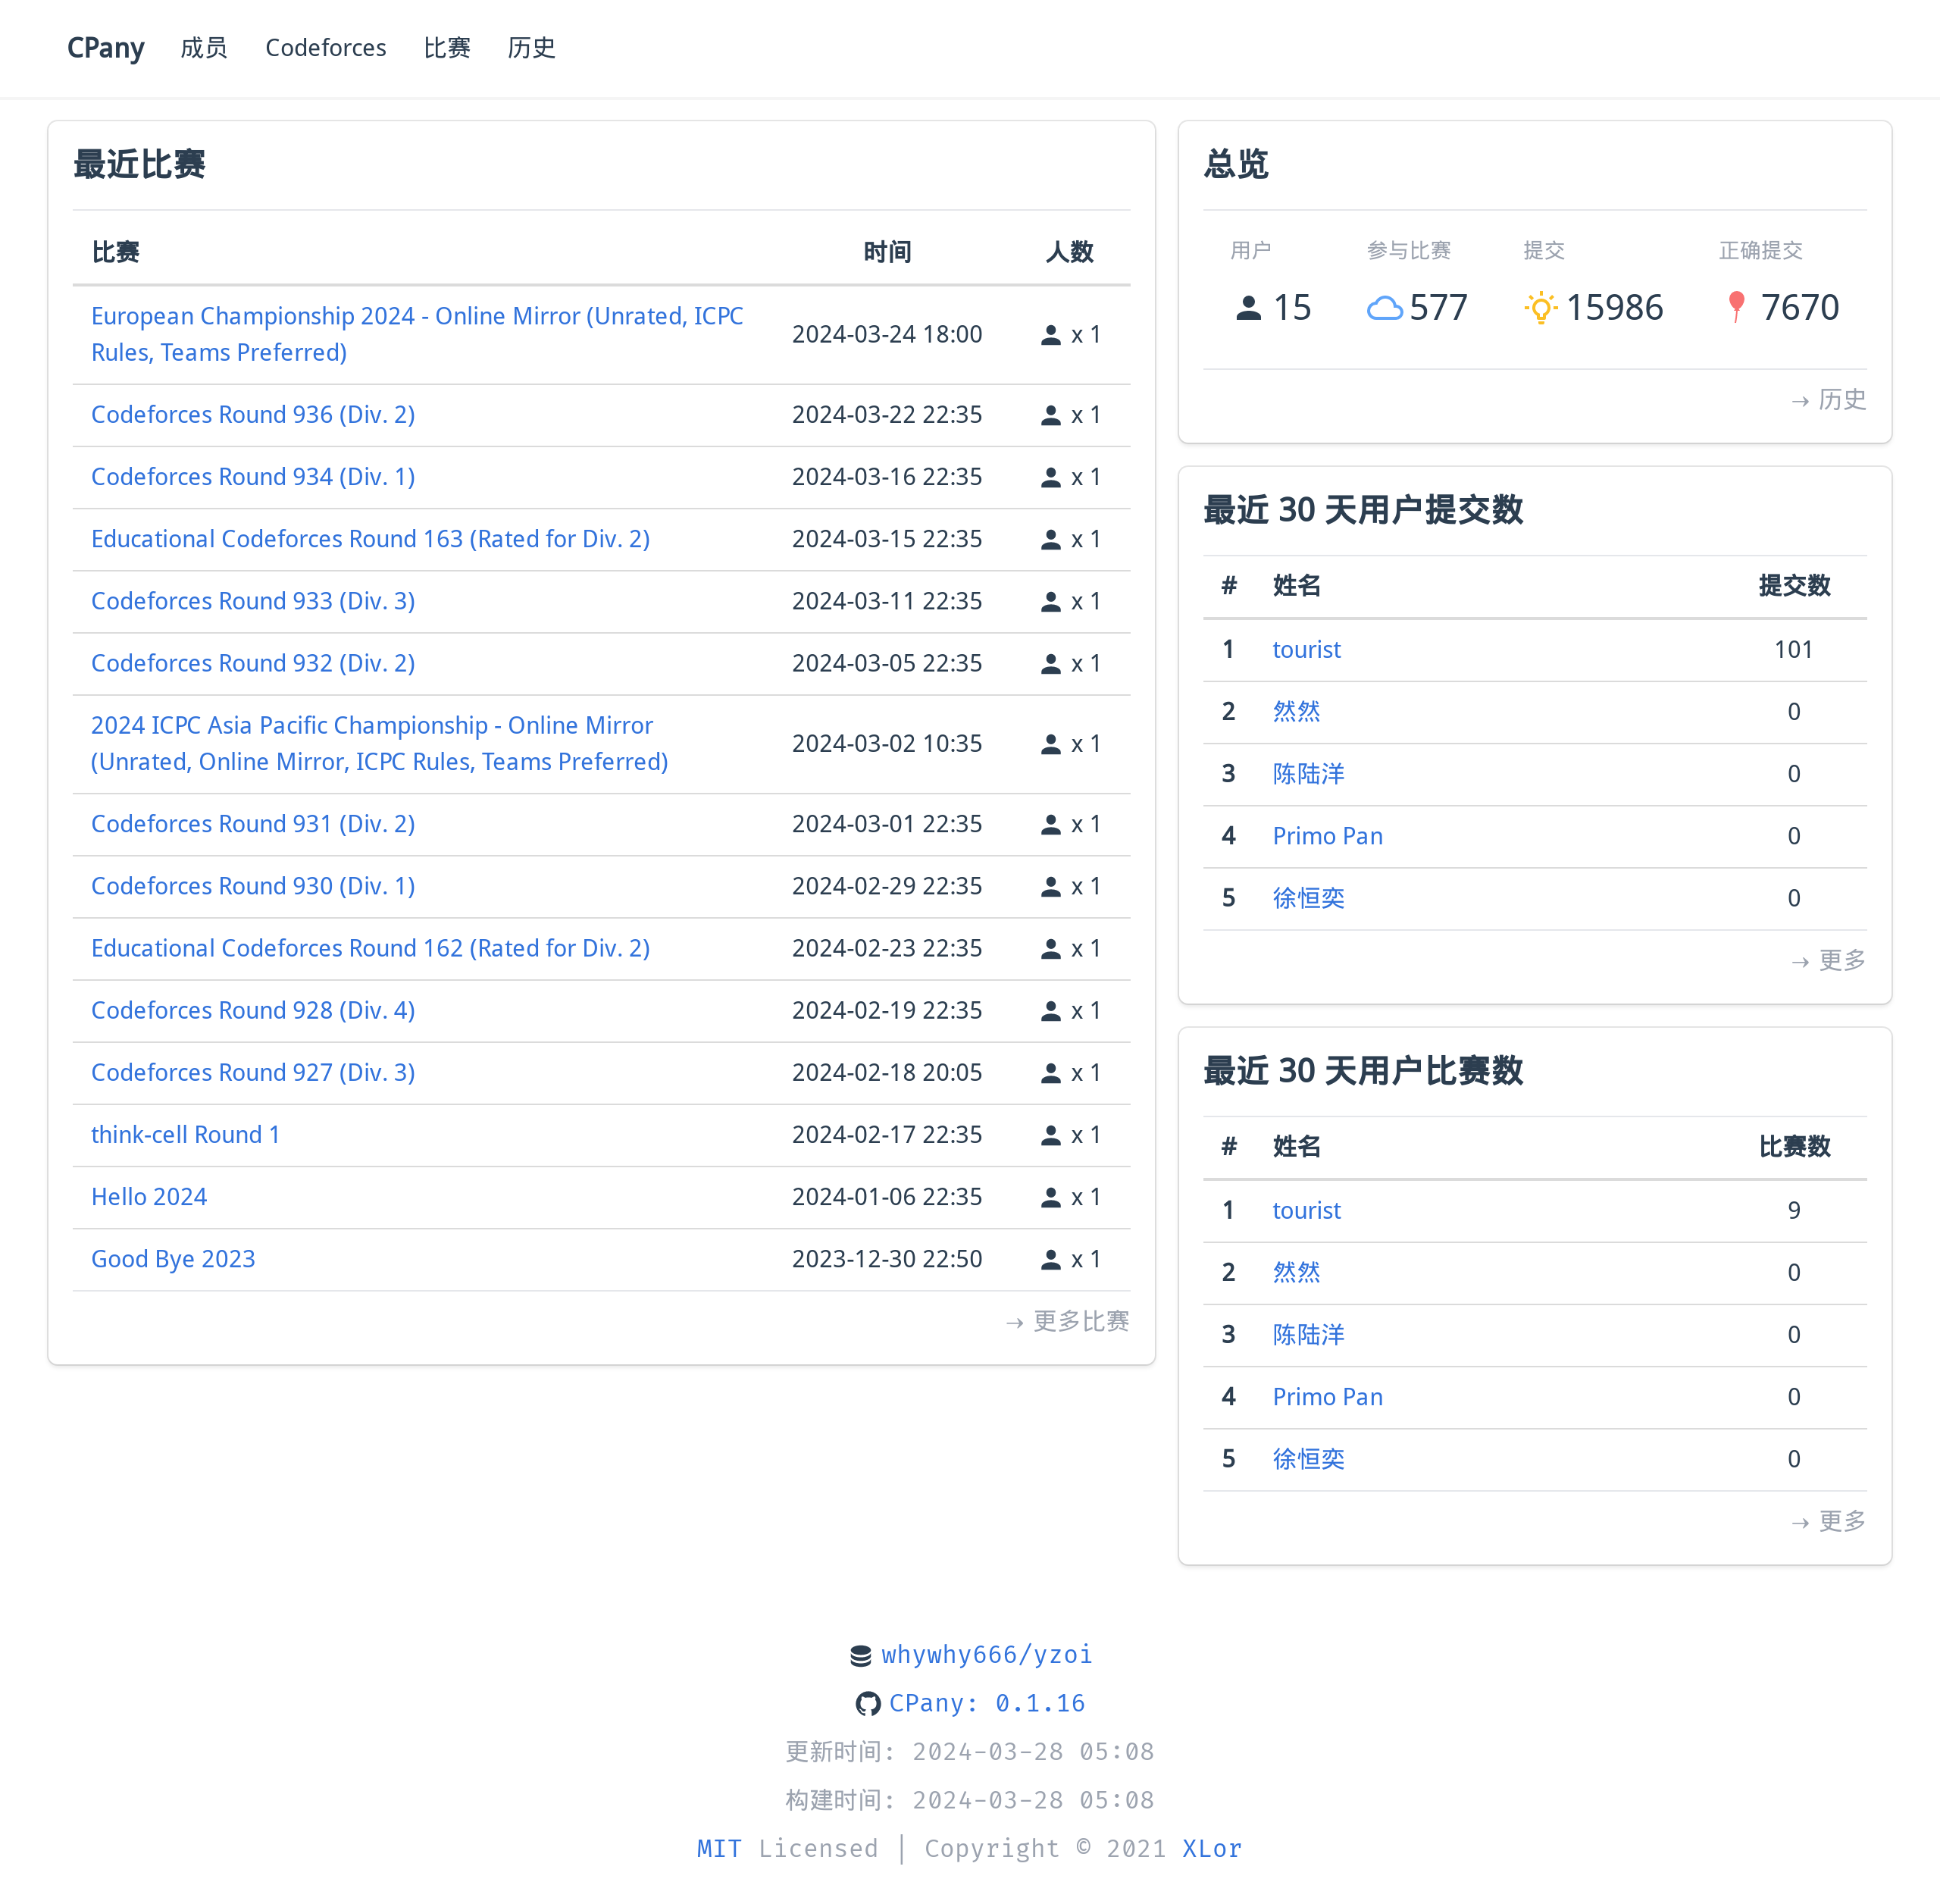 CPany 成员 Codeforces 比赛 历史
最近比赛
比赛 时间 人数
European Championship 2024 - Online Mirror (Unrated, ICPC
Rules, Teams Preferred) 2024-03-24 18:00 x 1
Codeforces Round 936 (Div. 2) 2024-03-22 22:35 x 1
Codeforces Round 934 (Div. 1) 2024-03-16 22:35 x 1
Educational Codeforces Round 163 (Rated for Div. 2) 2024-03-15 22:35 x 1
Codeforces Round 933 (Div. 3) 2024-03-11 22:35 x 1
Codeforces Round 932 (Div. 2) 2024-03-05 22:35 x 1
2024 ICPC Asia Pacific Championship - Online Mirror
(Unrated, Online Mirror, ICPC Rules, Teams Preferred) 2024-03-02 10:35 x 1
Codeforces Round 931 (Div. 2) 2024-03-01 22:35 x 1
Codeforces Round 930 (Div. 1) 2024-02-29 22:35 x 1
Educational Codeforces Round 162 (Rated for Div. 2) 2024-02-23 22:35 x 1
Codeforces Round 928 (Div. 4) 2024-02-19 22:35 x 1
Codeforces Round 927 (Div. 3) 2024-02-18 20:05 x 1
think-cell Round 1 2024-02-17 22:35 x 1
Hello 2024 2024-01-06 22:35 x 1
Good Bye 2023 2023-12-30 22:50 x 1
→ 更多比赛
总览
用户 参与比赛 提交 正确提交
15 577 15986 7670
→ 历史
最近 30 天用户提交数
# 姓名 提交数
1 tourist 101
2 然然 0
3 陈陆洋 0
4 Primo Pan 0
5 徐恒奕 0
→ 更多
最近 30 天用户比赛数
# 姓名 比赛数
1 tourist 9
2 然然 0
3 陈陆洋 0
4 Primo Pan 0
5 徐恒奕 0
→ 更多
whywhy666/yzoi
CPany: 0.1.16
更新时间: 2024-03-28 05:08
构建时间: 2024-03-28 05:08
MIT Licensed | Copyright © 2021 XLor